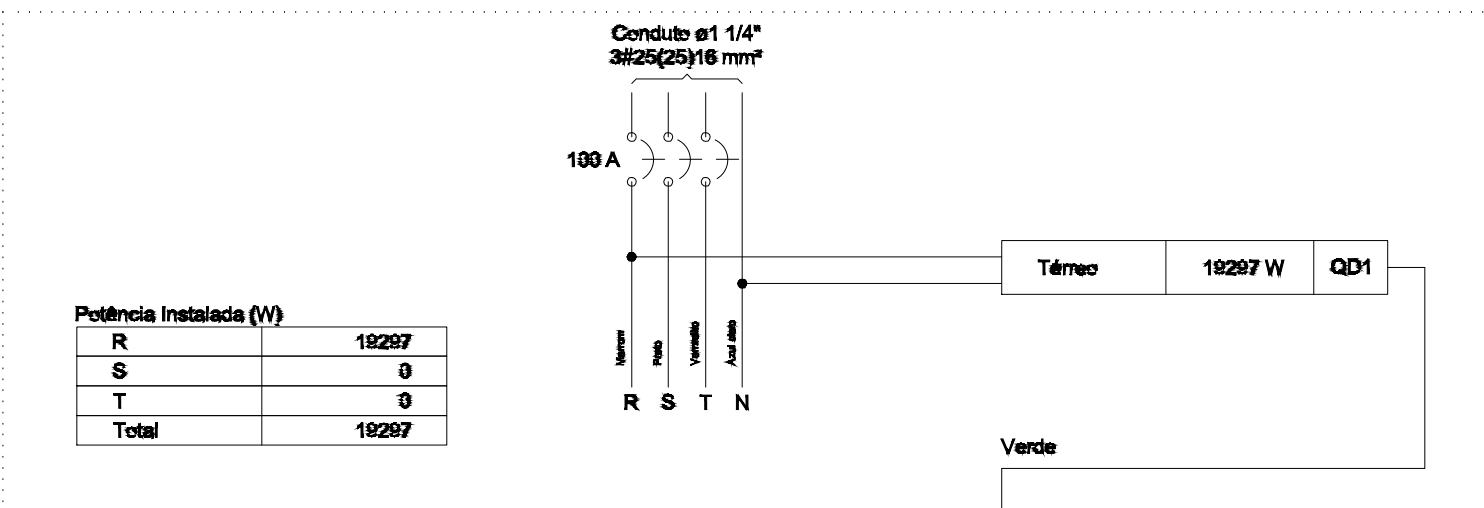 Conduto ø1 1/4"
3#25(25)16 mm²
100 A
Térreo 19297 W QD1
Potência Instalada (W)
R 19297
S 0
T 0
Total 19297
Marrom
Preto
Vermelho
Azul claro
R S T N
Verde